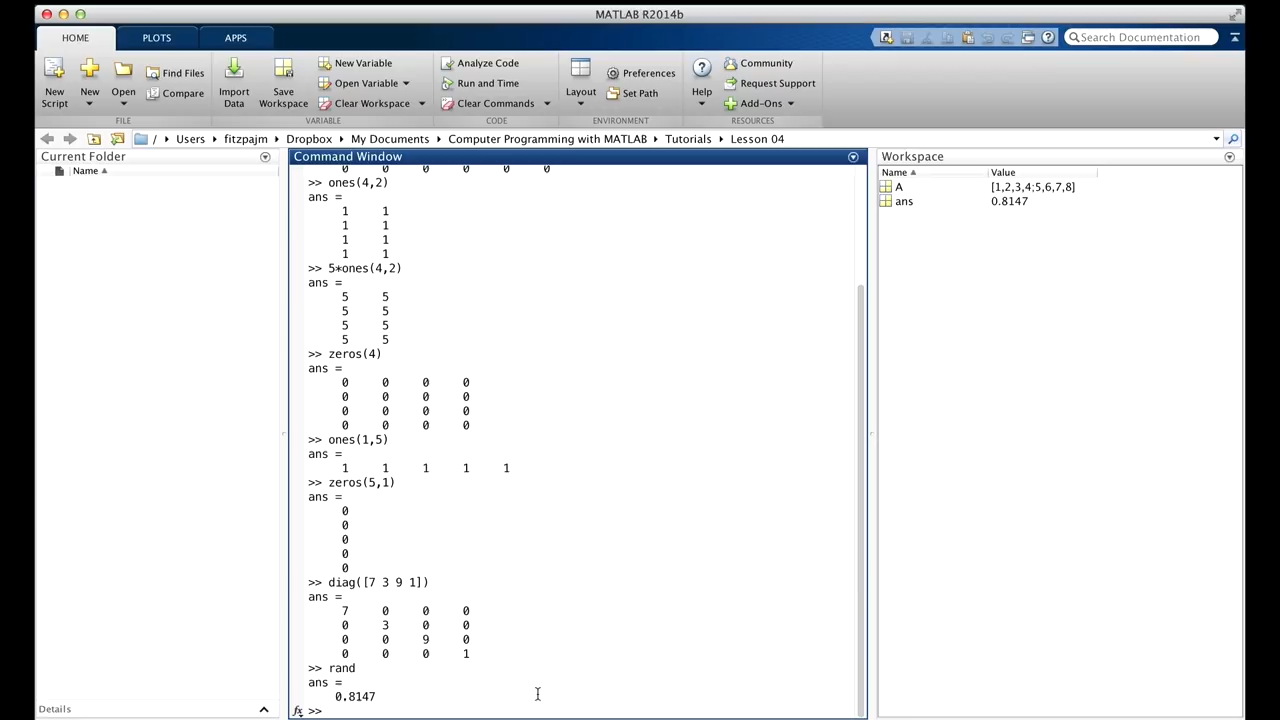 MATLAB R2014b
HOME PLOTS APPS Search Documentation
New Script New Open Find Files Compare Import Data Save Workspace New Variable Open Variable Clear Workspace Analyze Code Run and Time Clear Commands Layout Preferences Set Path Help Community Request Support Add-Ons
FILE VARIABLE CODE ENVIRONMENT RESOURCES
/ Users fitzpajm Dropbox My Documents Computer Programming with MATLAB Tutorials Lesson 04
Current Folder
Name
Details
Command Window
0 0 0 0 0 0
>> ones(4,2)
ans =
1 1
1 1
1 1
1 1
>> 5*ones(4,2)
ans =
5 5
5 5
5 5
5 5
>> zeros(4)
ans =
0 0 0 0
0 0 0 0
0 0 0 0
0 0 0 0
>> ones(1,5)
ans =
1 1 1 1 1
>> zeros(5,1)
ans =
0
0
0
0
0
>> diag([7 3 9 1])
ans =
7 0 0 0
0 3 0 0
0 0 9 0
0 0 0 1
>> rand
ans =
0.8147
fx >>
Workspace
Name Value
A [1,2,3,4;5,6,7,8]
ans 0.8147